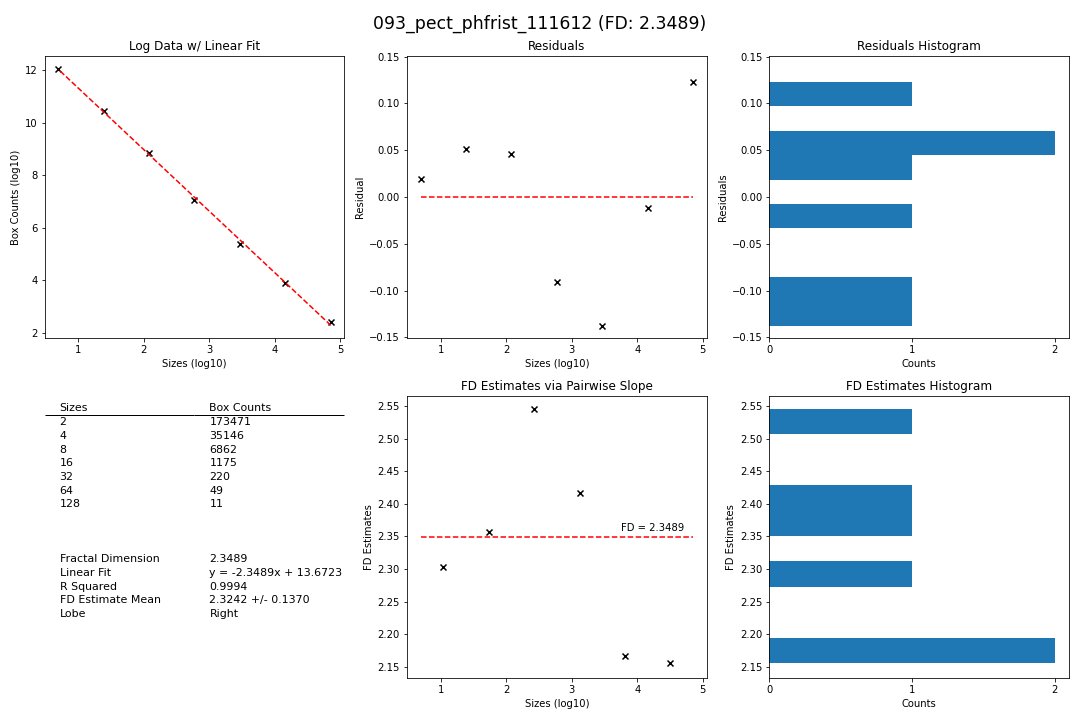 093_pect_phfrist_111612 (FD: 2.3489)
Log Data w/ Linear Fit
12
10
8
6
4
2
Box Counts (log10)
1 2 3 4 5
Sizes (log10)
Residuals
0.15
0.10
0.05
0.00
−0.05
−0.10
−0.15
Residual
1 2 3 4 5
Sizes (log10)
Residuals Histogram
0.15
0.10
0.05
0.00
−0.05
−0.10
−0.15
Residuals
0 1 2
Counts
Sizes Box Counts
2 173471
4 35146
8 6862
16 1175
32 220
64 49
128 11
Fractal Dimension 2.3489
Linear Fit y = -2.3489x + 13.6723
R Squared 0.9994
FD Estimate Mean 2.3242 +/- 0.1370
Lobe Right
FD Estimates via Pairwise Slope
2.55
2.50
2.45
2.40
2.35
2.30
2.25
2.20
2.15
FD Estimates
FD = 2.3489
1 2 3 4 5
Sizes (log10)
FD Estimates Histogram
2.55
2.50
2.45
2.40
2.35
2.30
2.25
2.20
2.15
FD Estimates
0 1 2
Counts